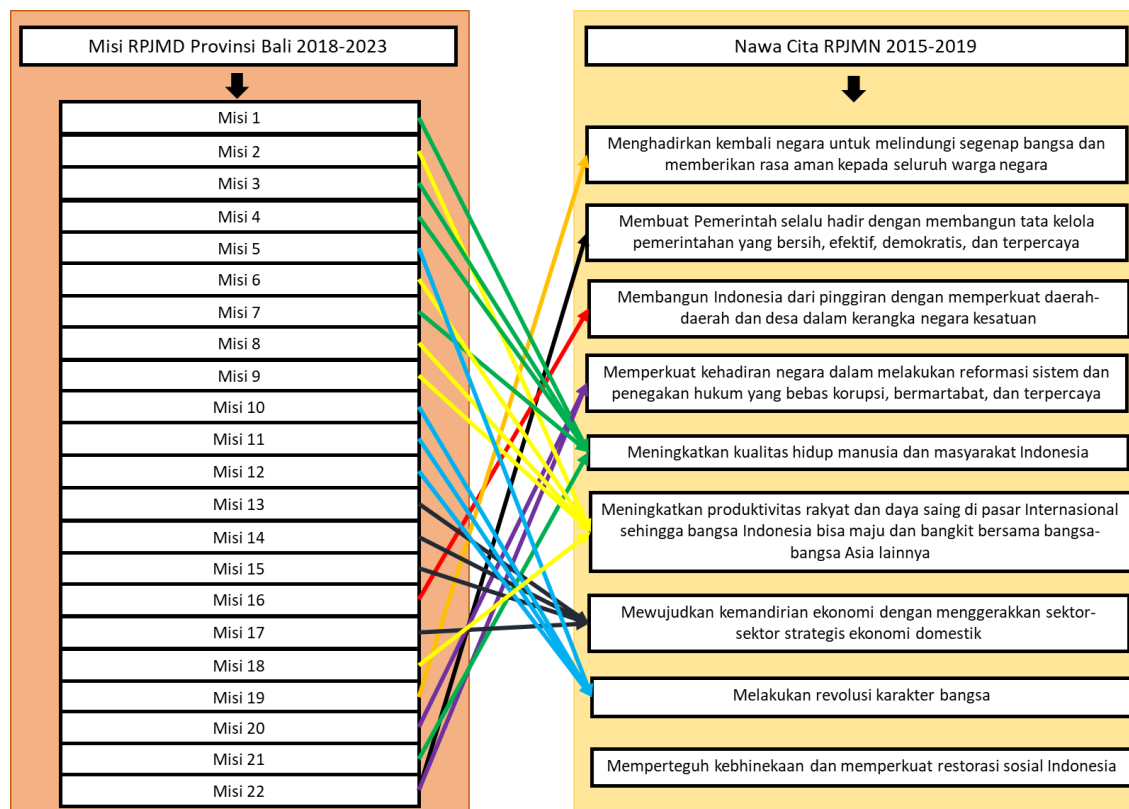 Misi RPJMD Provinsi Bali 2018-2023
Misi 1
Misi 2
Misi 3
Misi 4
Misi 5
Misi 6
Misi 7
Misi 8
Misi 9
Misi 10
Misi 11
Misi 12
Misi 13
Misi 14
Misi 15
Misi 16
Misi 17
Misi 18
Misi 19
Misi 20
Misi 21
Misi 22
Nawa Cita RPJMN 2015-2019
Menghadirkan kembali negara untuk melindungi segenap bangsa dan
memberikan rasa aman kepada seluruh warga negara
Membuat Pemerintah selalu hadir dengan membangun tata kelola
pemerintahan yang bersih, efektif, demokratis, dan terpercaya
Membangun Indonesia dari pinggiran dengan memperkuat daerah-
daerah dan desa dalam kerangka negara kesatuan
Memperkuat kehadiran negara dalam melakukan reformasi sistem dan
penegakan hukum yang bebas korupsi, bermartabat, dan terpercaya
Meningkatkan kualitas hidup manusia dan masyarakat Indonesia
Meningkatkan produktivitas rakyat dan daya saing di pasar Internasional
sehingga bangsa Indonesia bisa maju dan bangkit bersama bangsa-
bangsa Asia lainnya
Mewujudkan kemandirian ekonomi dengan menggerakkan sektor-
sektor strategis ekonomi domestik
Melakukan revolusi karakter bangsa
Memperteguh kebhinekaan dan memperkuat restorasi sosial Indonesia